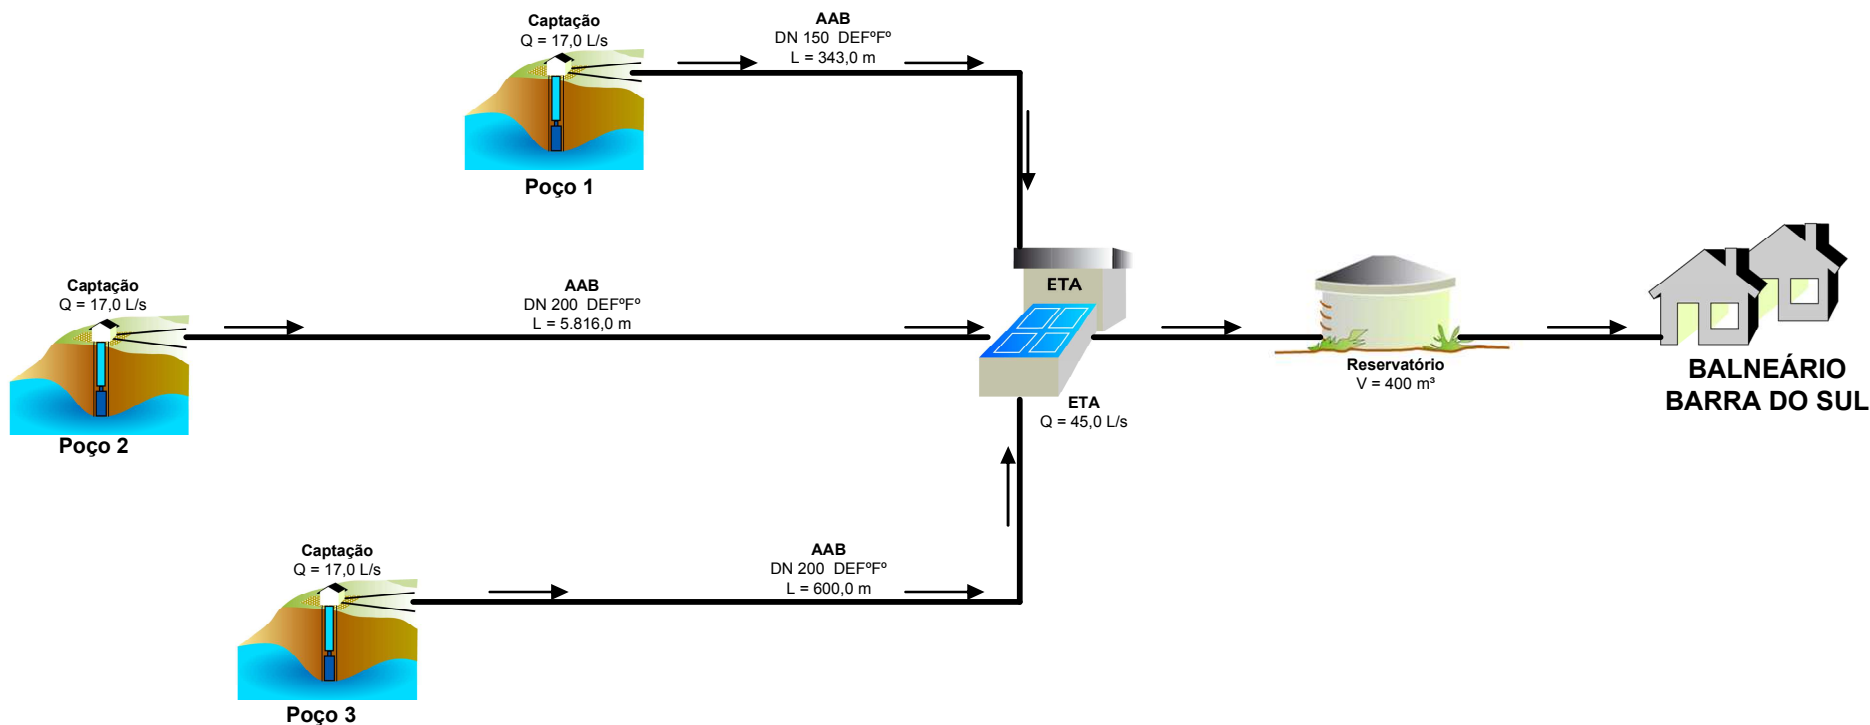 Captação
Q = 17,0 L/s
Poço 1
AAB
DN 150 DEFºFº
L = 343,0 m
Captação
Q = 17,0 L/s
Poço 2
AAB
DN 200 DEFºFº
L = 5.816,0 m
ETA
ETA
Q = 45,0 L/s
Reservatório
V = 400 m³
BALNEÁRIO
BARRA DO SUL
Captação
Q = 17,0 L/s
Poço 3
AAB
DN 200 DEFºFº
L = 600,0 m